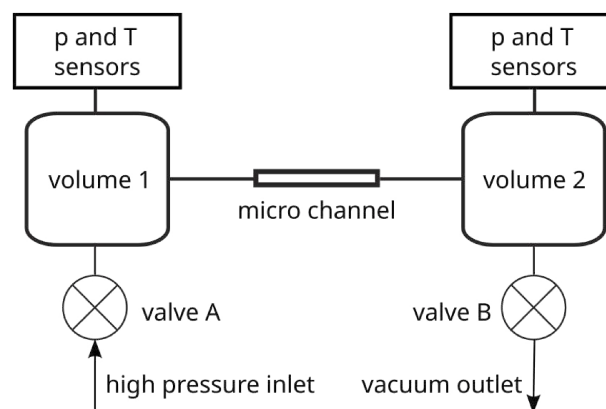 p and T
sensors
p and T
sensors
volume 1
volume 2
micro channel
valve A
valve B
high pressure inlet
vacuum outlet